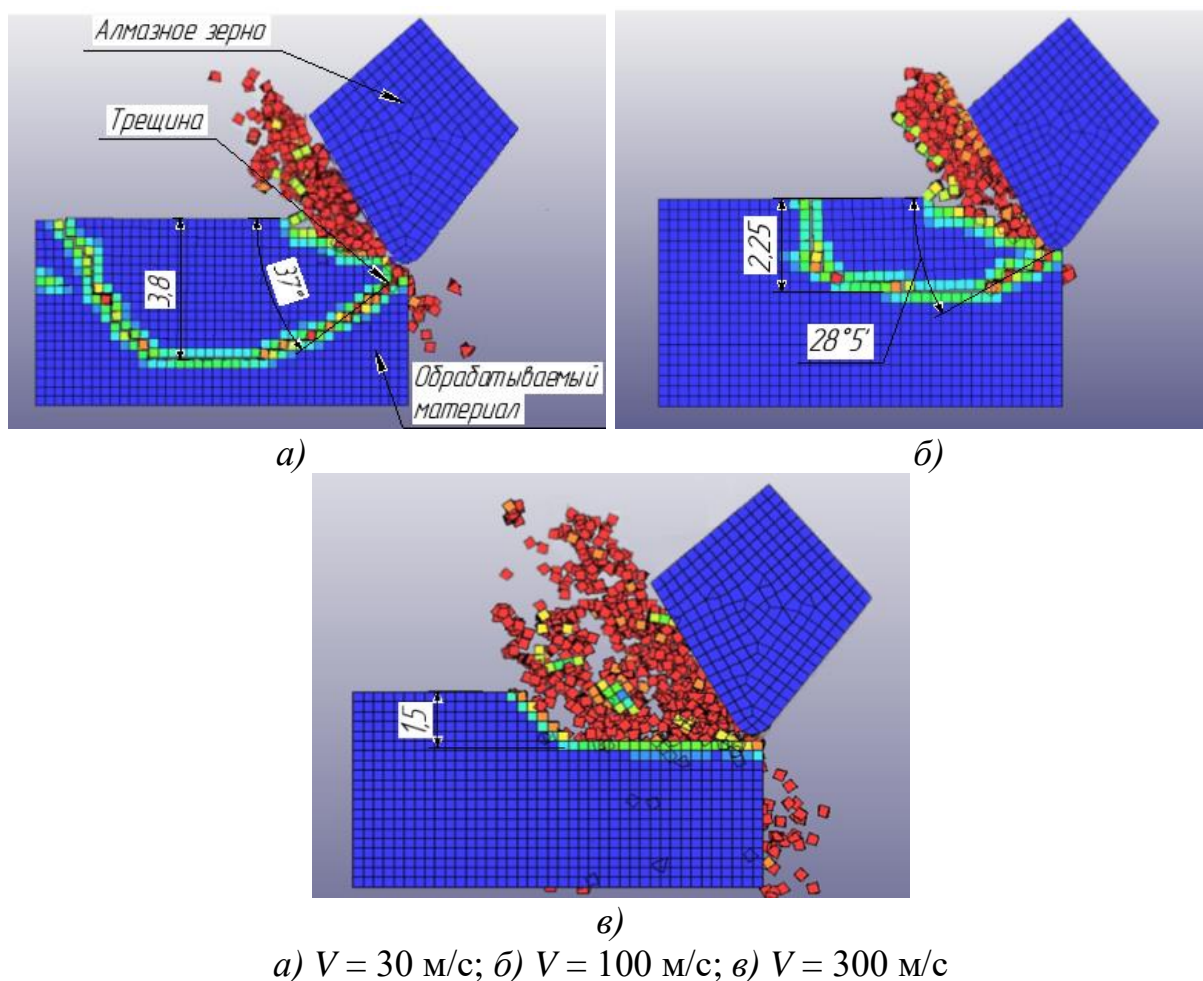 Алмазное зерно
Трещина
3,8
37°
Обрабатываемый
материал
а)
2,25
28°5'
б)
1,5
в)
а) V = 30 м/с; б) V = 100 м/с; в) V = 300 м/с